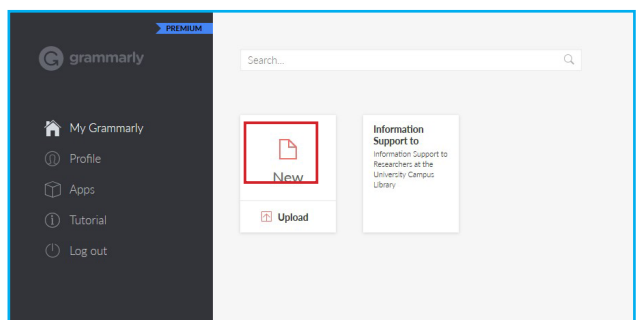 PREMIUM
grammarly
Search...
My Grammarly
Profile
Apps
Tutorial
Log out
New
Upload
Information
Support to
Information Support to
Researchers at the
University Campus
Library